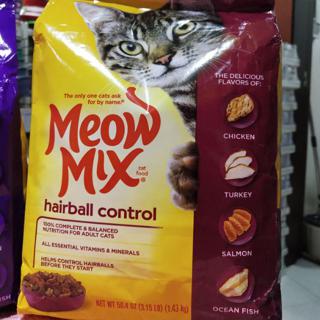 The only one cats ask
for by name.®
Meow
Mix
cat
food
®
hairball control
100% COMPLETE & BALANCED
NUTRITION FOR ADULT CATS
ALL ESSENTIAL VITAMINS & MINERALS
HELPS CONTROL HAIRBALLS
BEFORE THEY START
NET WT 50.4 OZ (3.15 LB) (1.43 kg)
THE DELICIOUS
FLAVORS OF:
CHICKEN
TURKEY
SALMON
OCEAN FISH
FISH